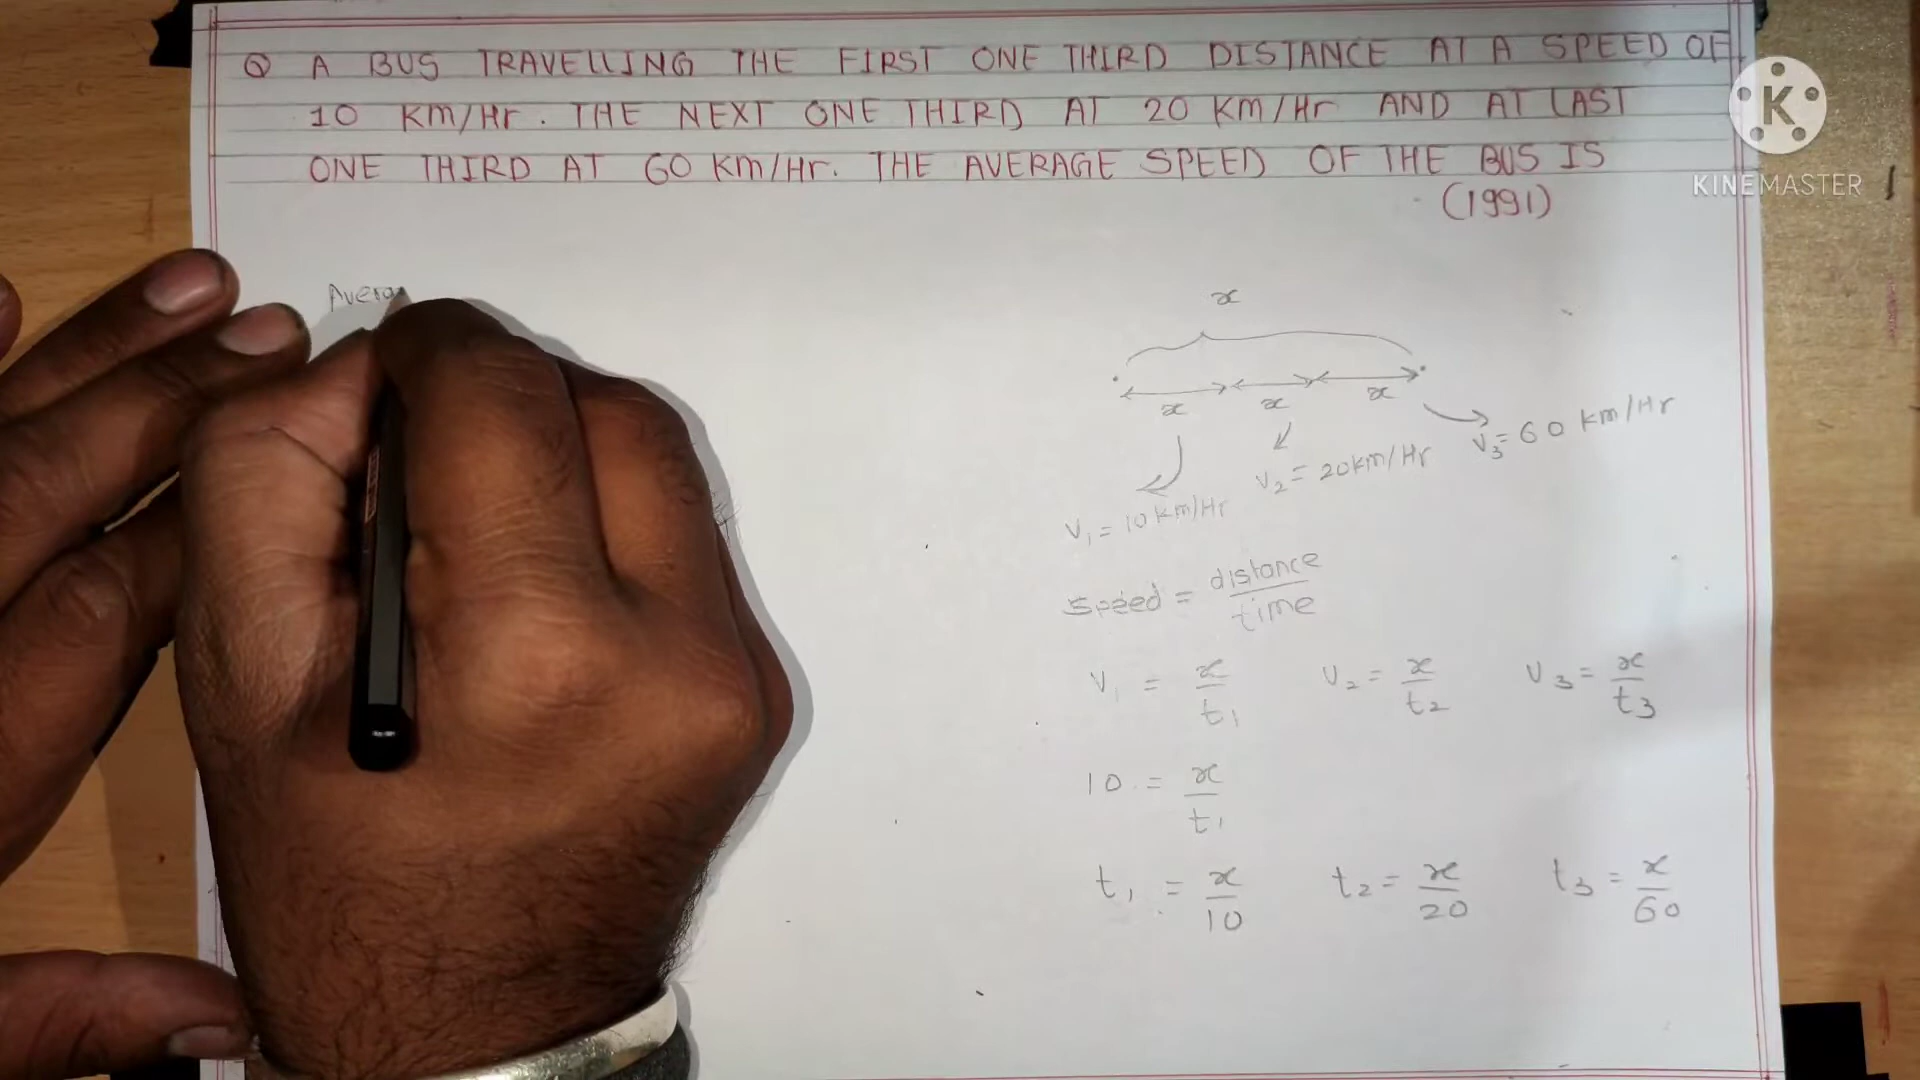 Q A BUS TRAVELLING THE FIRST ONE THIRD DISTANCE AT A SPEED OF
10 KM/Hr. THE NEXT ONE THIRD AT 20 KM/Hr AND AT LAST
ONE THIRD AT 60 KM/Hr. THE AVERAGE SPEED OF THE BUS IS
(1991)
K
KINEMASTER
Avera
x
x x x
V1 = 10 km/Hr V2 = 20 km/Hr V3 = 60 km/Hr
speed = distance/time
V1 = x/t1 V2 = x/t2 V3 = x/t3
10 = x/t1
t1 = x/10 t2 = x/20 t3 = x/60